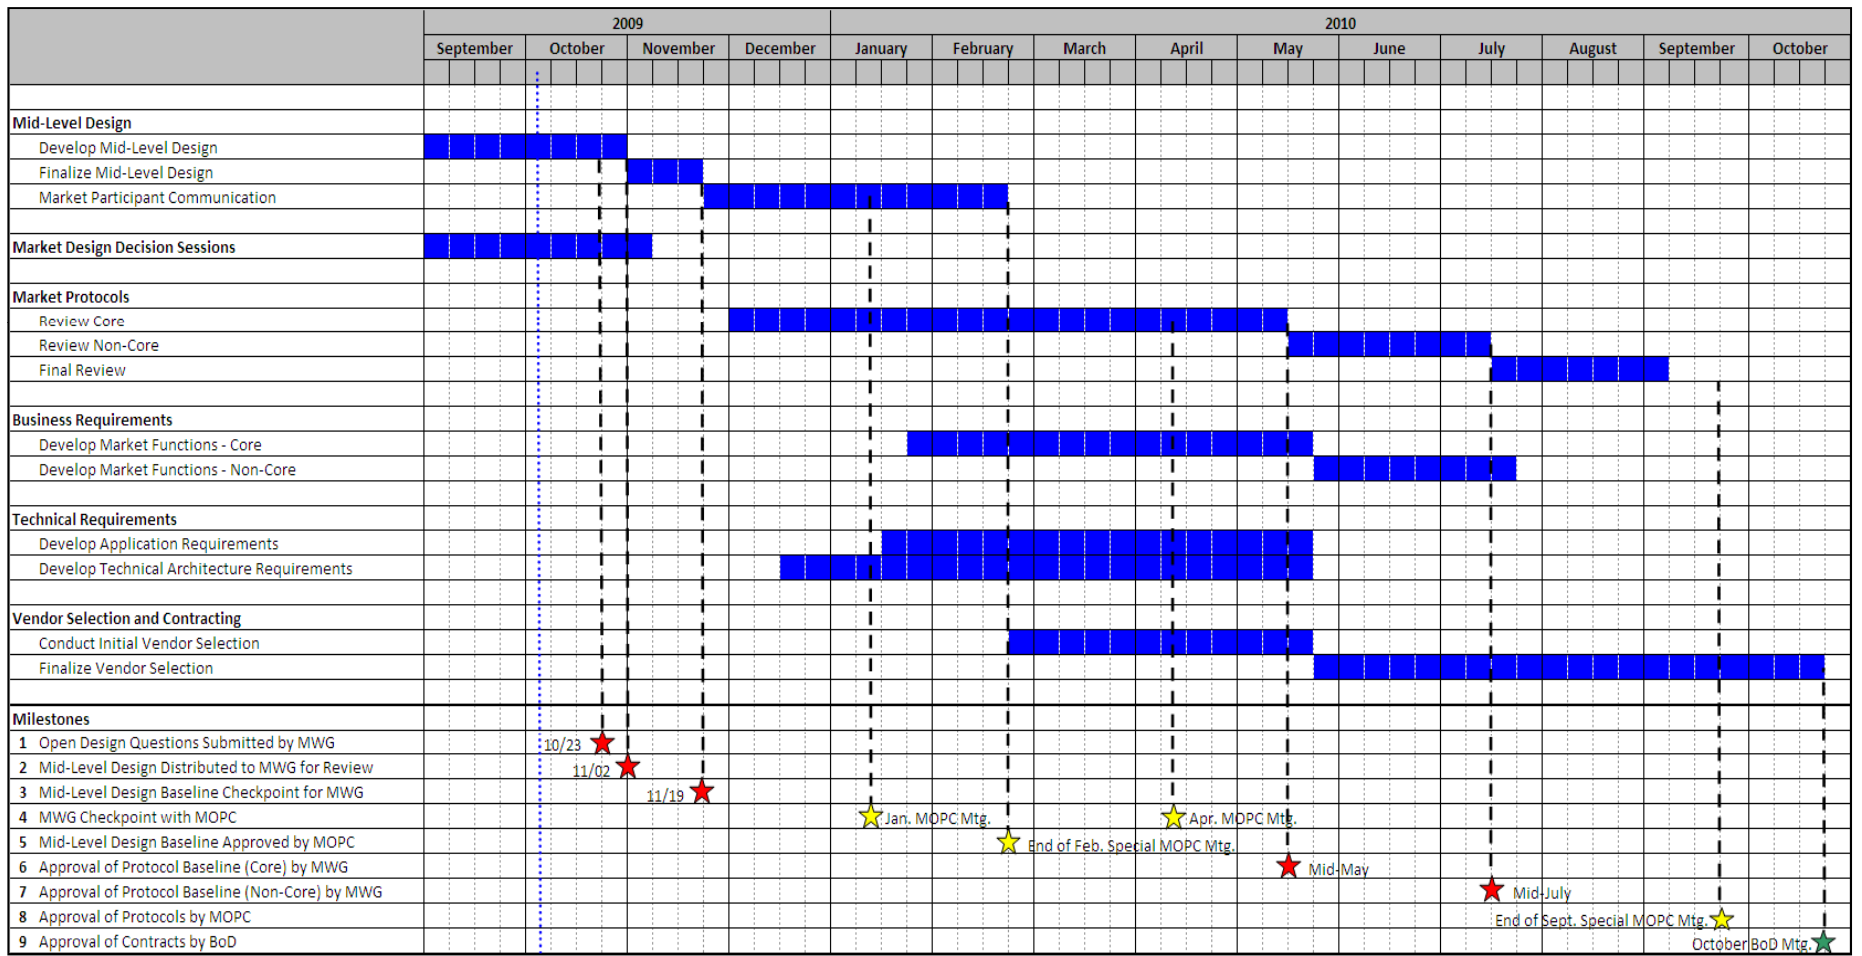 2009 2010
September October November December January February March April May June July August September October
Mid-Level Design
Develop Mid-Level Design
Finalize Mid-Level Design
Market Participant Communication
Market Design Decision Sessions
Market Protocols
Review Core
Review Non-Core
Final Review
Business Requirements
Develop Market Functions - Core
Develop Market Functions - Non-Core
Technical Requirements
Develop Application Requirements
Develop Technical Architecture Requirements
Vendor Selection and Contracting
Conduct Initial Vendor Selection
Finalize Vendor Selection
Milestones
1 Open Design Questions Submitted by MWG 10/23
2 Mid-Level Design Distributed to MWG for Review 11/02
3 Mid-Level Design Baseline Checkpoint for MWG 11/19
4 MWG Checkpoint with MOPC Jan. MOPC Mtg. Apr. MOPC Mtg.
5 Mid-Level Design Baseline Approved by MOPC End of Feb. Special MOPC Mtg.
6 Approval of Protocol Baseline (Core) by MWG Mid-May
7 Approval of Protocol Baseline (Non-Core) by MWG Mid-July
8 Approval of Protocols by MOPC End of Sept. Special MOPC Mtg.
9 Approval of Contracts by BoD October BoD Mtg.